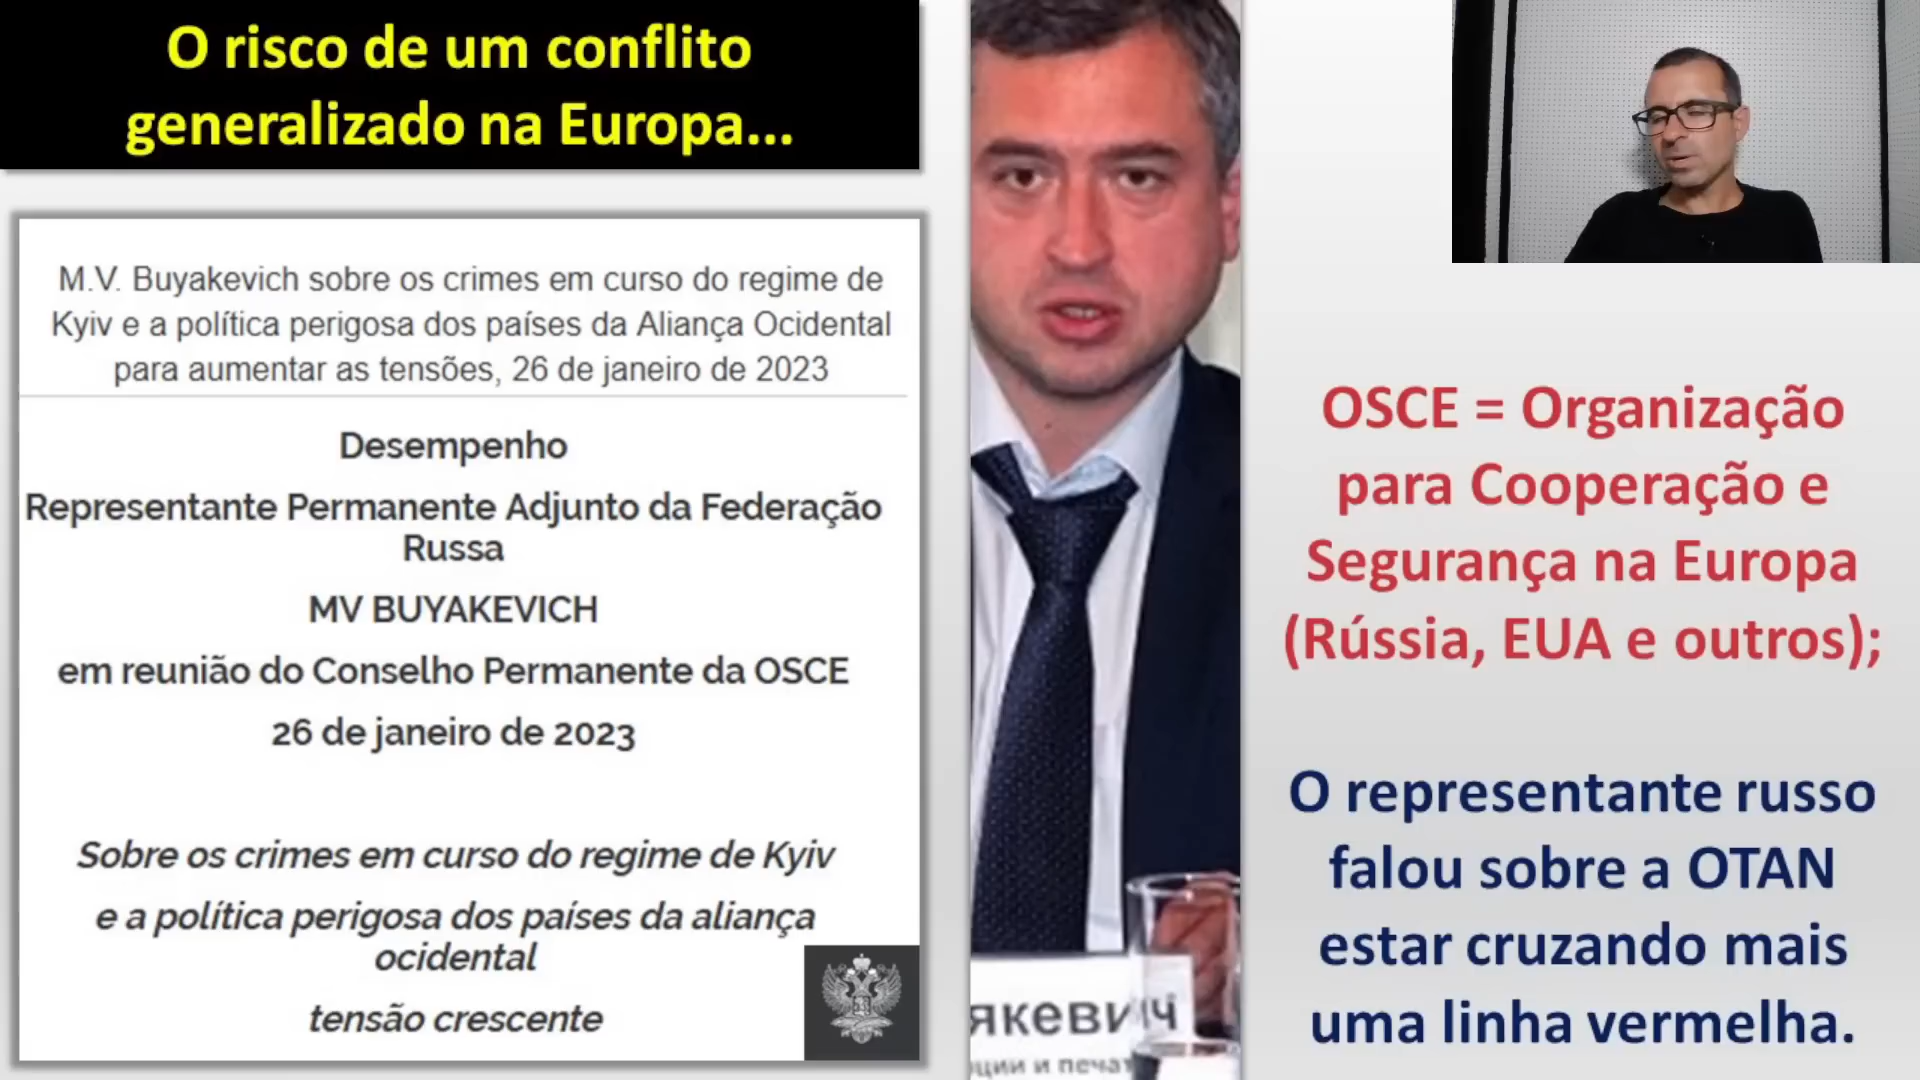 O risco de um conflito
generalizado na Europa...
M.V. Buyakevich sobre os crimes em curso do regime de
Kyiv e a política perigosa dos países da Aliança Ocidental
para aumentar as tensões, 26 de janeiro de 2023
Desempenho
Representante Permanente Adjunto da Federação
Russa
MV BUYAKEVICH
em reunião do Conselho Permanente da OSCE
26 de janeiro de 2023
Sobre os crimes em curso do regime de Kyiv
e a política perigosa dos países da aliança
ocidental
tensão crescente
якевич
ции и печат
OSCE = Organização
para Cooperação e
Segurança na Europa
(Rússia, EUA e outros);
O representante russo
falou sobre a OTAN
estar cruzando mais
uma linha vermelha.